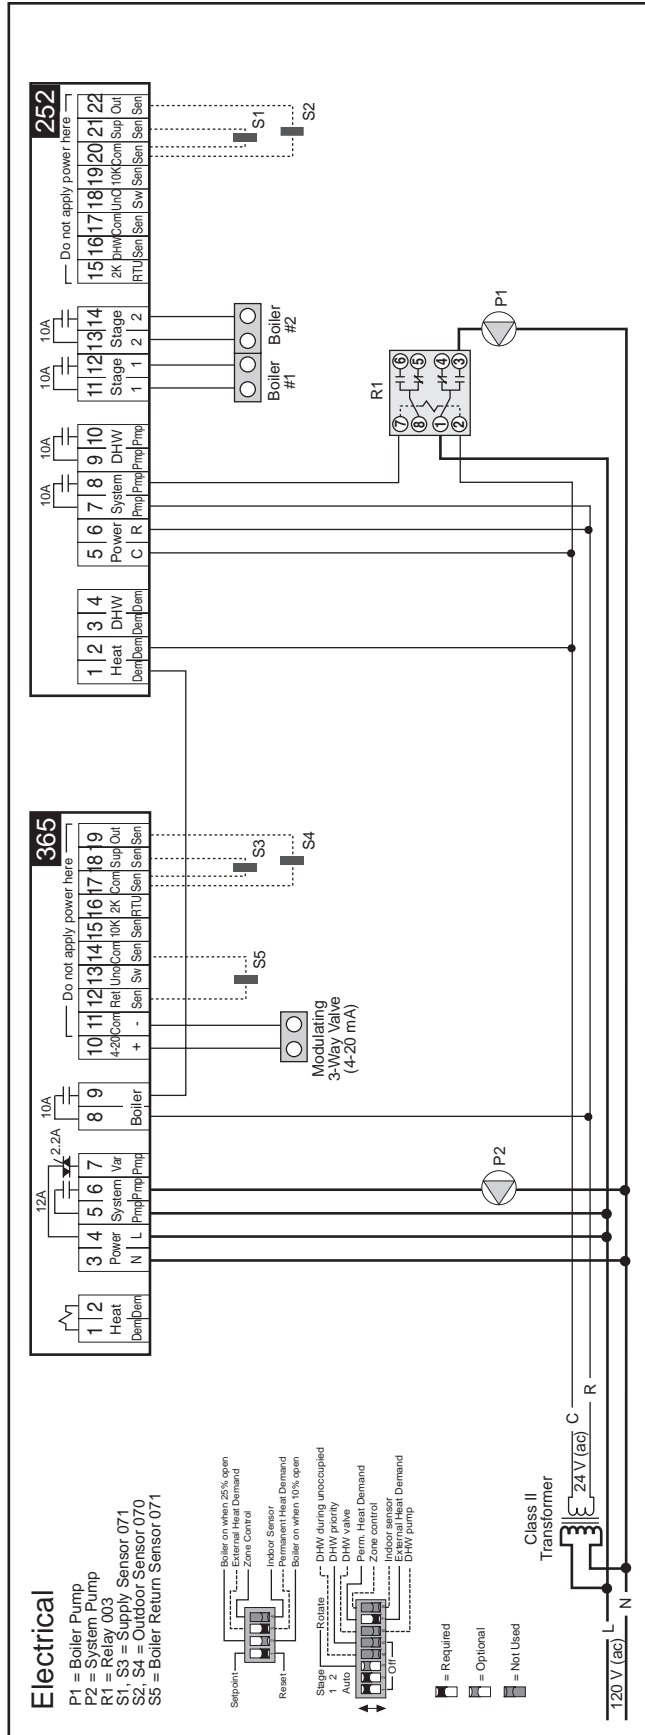 Electrical
P1 = Boiler Pump
P2 = System Pump
R1 = Relay 003
S1, S3 = Supply Sensor 071
S2, S4 = Outdoor Sensor 070
S5 = Boiler Return Sensor 071
Setpoint
Reset
Boiler on when 25% open
External Heat Demand
Zone Control
Indoor Sensor
Permanent Heat Demand
Boiler on when 10% open
Stage
1 2
Auto
Rotate
Off
DHW during unoccupied
DHW priority
DHW valve
Perm. Heat Demand
Zone control
Indoor sensor
External Heat Demand
DHW pump
= Required
= Optional
= Not Used
365
Do not apply power here
12A
2.2A
10A
1 2 3 4 5 6 7 8 9 10 11 12 13 14 15 16 17 18 19
Heat Power System Var Boiler 4-20 Com Ret Uno Com 10K 2K Com Sup Out
Dem Dem N L Pmp Pmp Pmp + - Sen Sw Sen Sen RTU Sen Sen Sen
Modulating
3-Way Valve
(4-20 mA)
S5
S3
S4
P2
252
Do not apply power here
10A
10A
10A
10A
1 2 3 4 5 6 7 8 9 10 11 12 13 14 15 16 17 18 19 20 21 22
Heat DHW Power System DHW Stage Stage 2K DHW Com UnO 10K Com Sup Out
Dem Dem Dem Dem C R Pmp Pmp Pmp Pmp 1 1 2 2 RTU Sen Sen Sw Sen Sen Sen Sen
Boiler
#1
Boiler
#2
S1
S2
R1
7 8 1 2
6 5 4 3
P1
Class II
Transformer
24 V (ac)
C
R
120 V (ac)
L
N